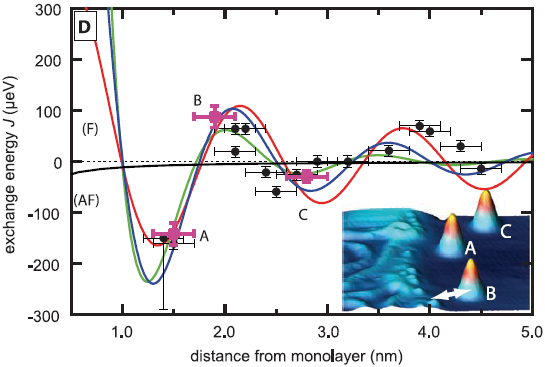 D
300
200
100
0
-100
-200
-300
exchange energy J (µeV)
(F)
(AF)
B
A
C
A
C
B
1.0 2.0 3.0 4.0 5.0
distance from monolayer (nm)